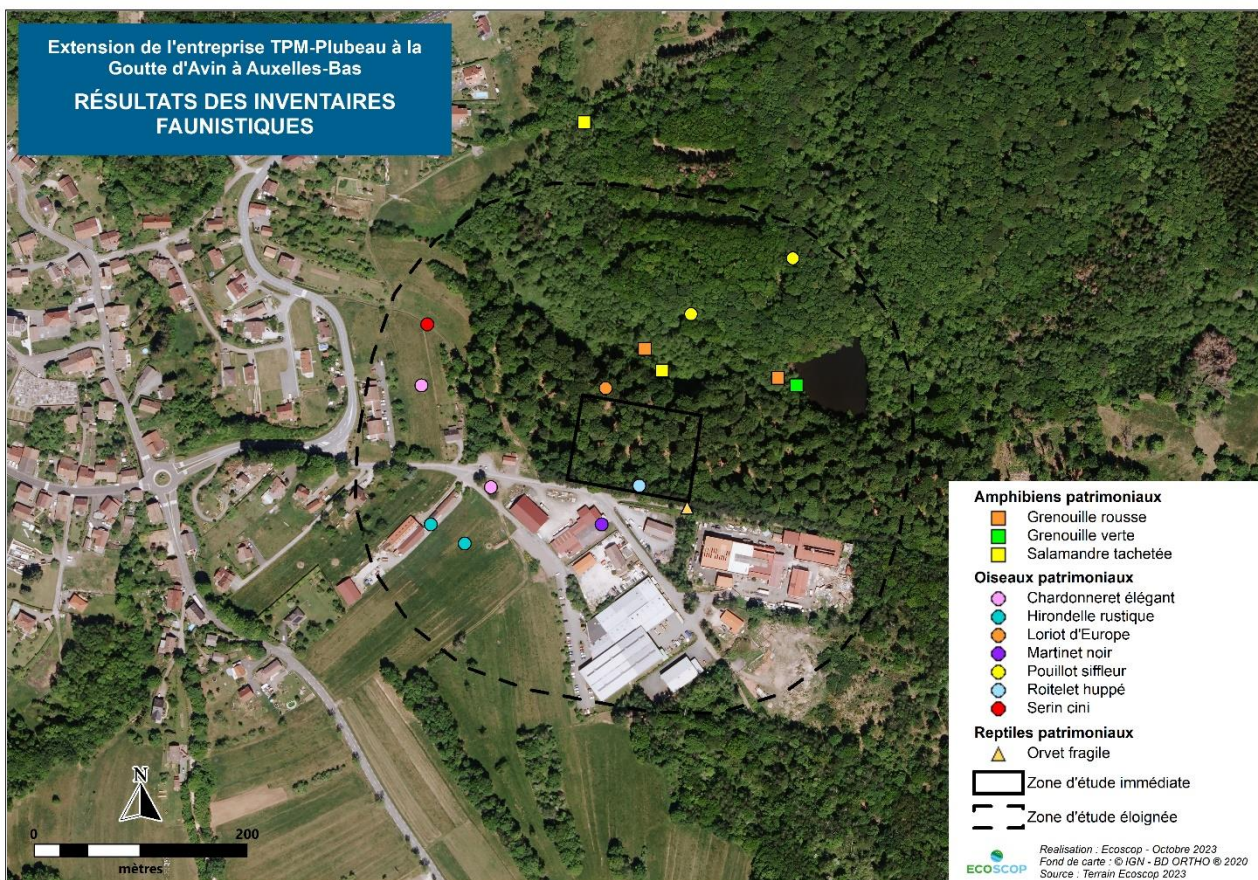 Extension de l'entreprise TPM-Plubeau à la
Goutte d'Avin à Auxelles-Bas
RÉSULTATS DES INVENTAIRES
FAUNISTIQUES
Amphibiens patrimoniaux
Grenouille rousse
Grenouille verte
Salamandre tachetée
Oiseaux patrimoniaux
Chardonneret élégant
Hirondelle rustique
Loriot d'Europe
Martinet noir
Pouillot siffleur
Roitelet huppé
Serin cini
Reptiles patrimoniaux
Orvet fragile
Zone d'étude immédiate
Zone d'étude éloignée
N
0 200
mètres
ECOSCOP
Realisation : Ecoscop - Octobre 2023
Fond de carte : © IGN - BD ORTHO ® 2020
Source : Terrain Ecoscop 2023